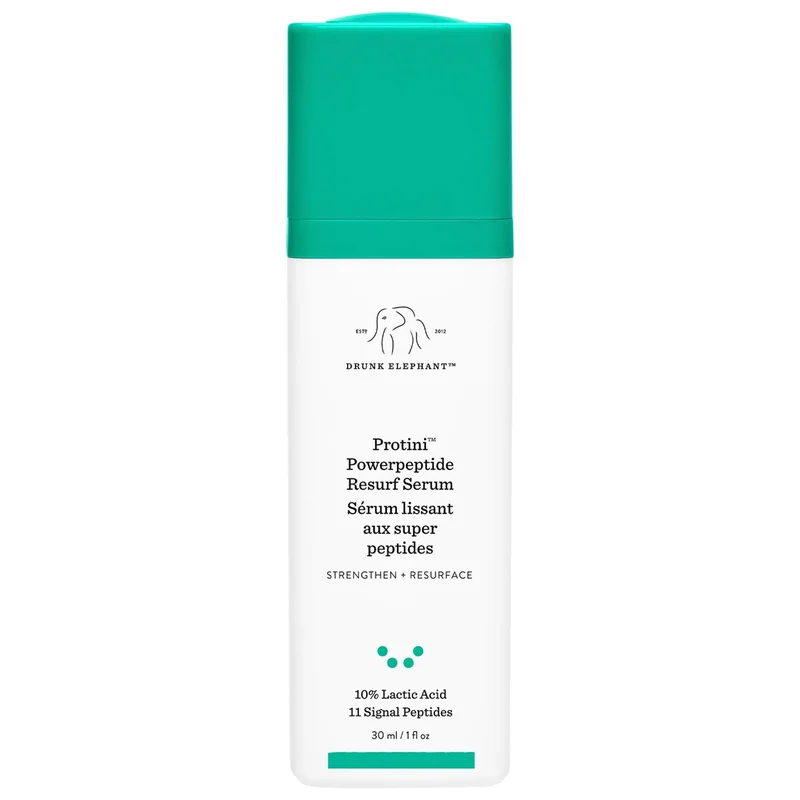 ESTD 2012
DRUNK ELEPHANT™
Protini™
Powerpeptide
Resurf Serum
Sérum lissant
aux super
peptides
STRENGTHEN + RESURFACE
10% Lactic Acid
11 Signal Peptides
30 ml / 1 fl oz